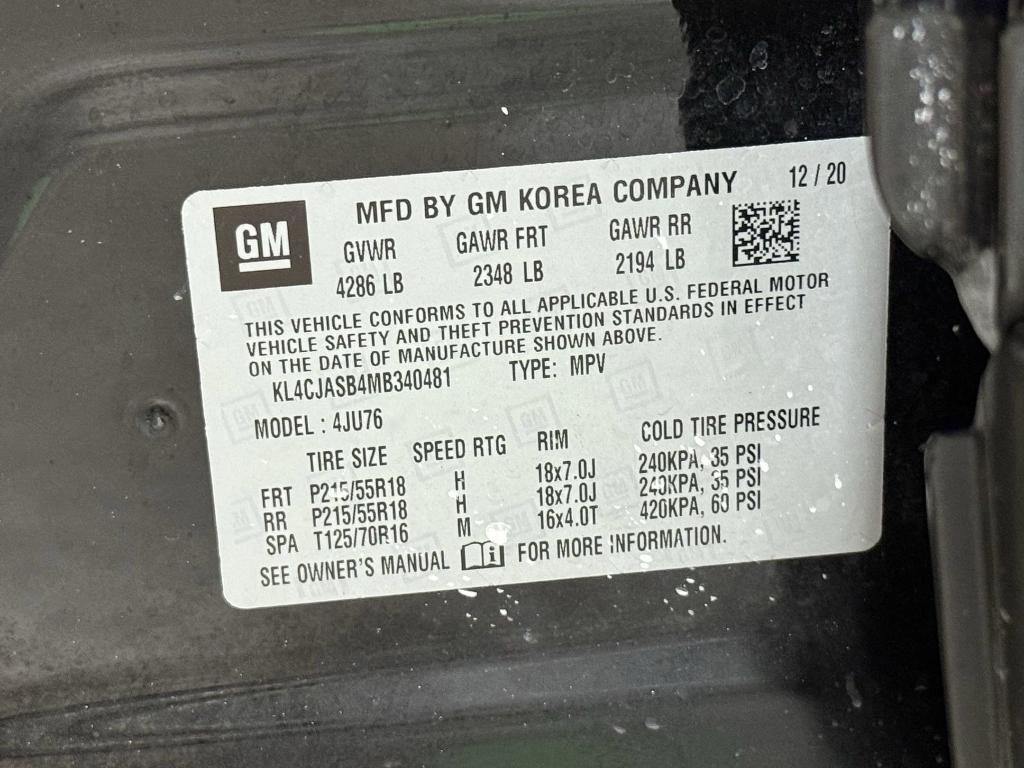 MFD BY GM KOREA COMPANY 12 / 20
GM
GVWR GAWR FRT GAWR RR
4286 LB 2348 LB 2194 LB
THIS VEHICLE CONFORMS TO ALL APPLICABLE U.S. FEDERAL MOTOR
VEHICLE SAFETY AND THEFT PREVENTION STANDARDS IN EFFECT
ON THE DATE OF MANUFACTURE SHOWN ABOVE.
KL4CJASB4MB340481 TYPE: MPV
MODEL : 4JU76
TIRE SIZE SPEED RTG RIM COLD TIRE PRESSURE
FRT P215/55R18 H 18x7.0J 240KPA, 35 PSI
RR P215/55R18 H 18x7.0J 240KPA, 35 PSI
SPA T125/70R16 M 16x4.0T 420KPA, 60 PSI
SEE OWNER'S MANUAL FOR MORE INFORMATION.